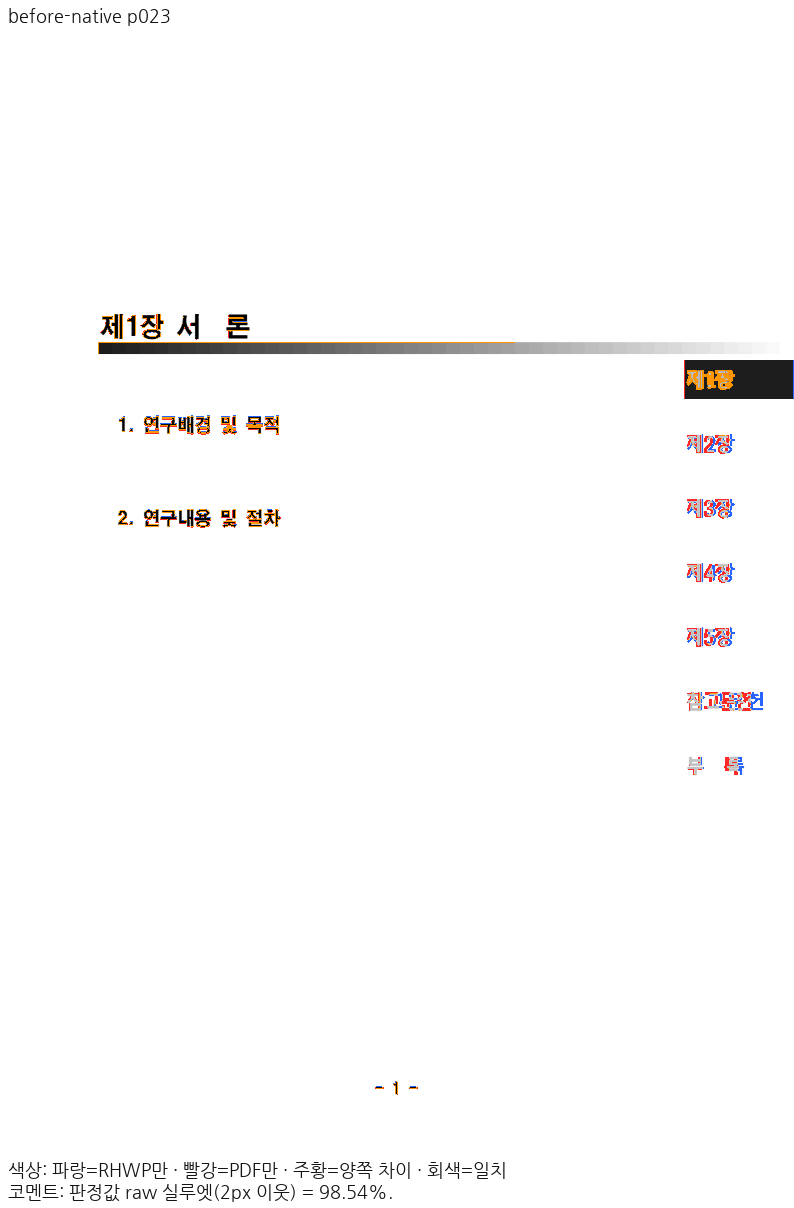 before-native p023
제1장 서 론
제1장
1. 연구배경 및 목적
제2장
제3장
2. 연구내용 및 절차
제4장
제5장
참고문헌
부 록
- 1 -
색상: 파랑=RHWP만 · 빨강=PDF만 · 주황=양쪽 차이 · 회색=일치
코멘트: 판정값 raw 실루엣(2px 이웃) = 98.54%.